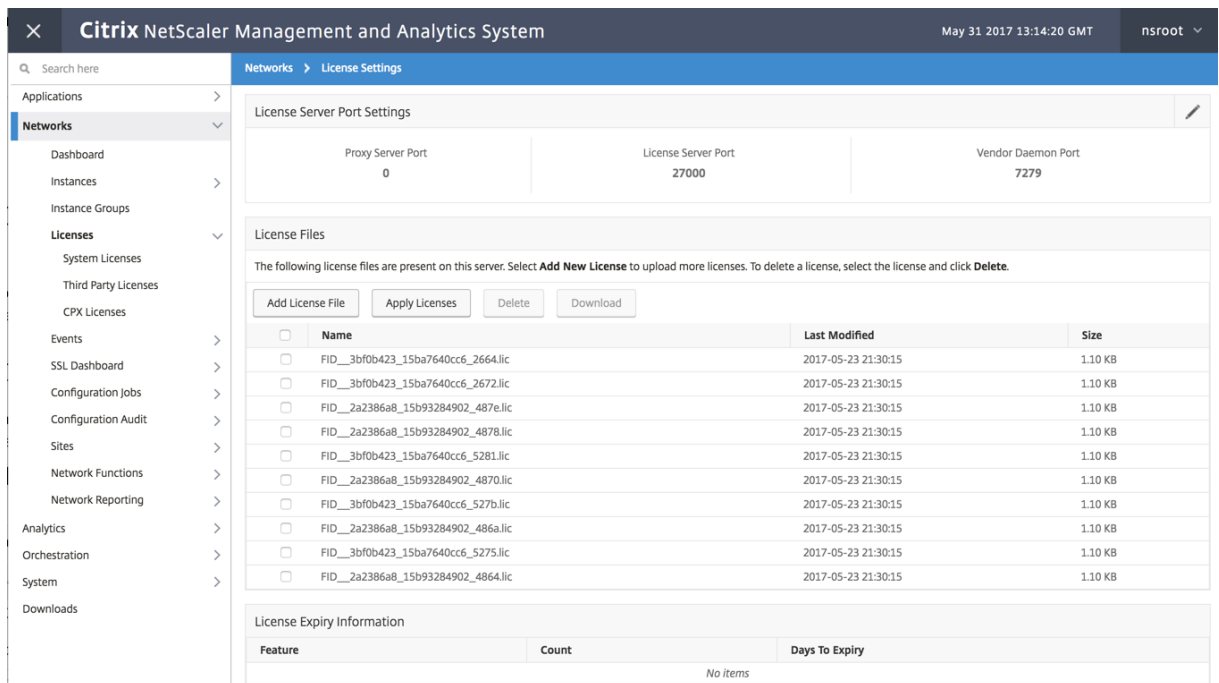 Citrix NetScaler Management and Analytics System
May 31 2017 13:14:20 GMT
nsroot
Search here
Applications
Networks
Dashboard
Instances
Instance Groups
Licenses
System Licenses
Third Party Licenses
CPX Licenses
Events
SSL Dashboard
Configuration Jobs
Configuration Audit
Sites
Network Functions
Network Reporting
Analytics
Orchestration
System
Downloads
Networks > License Settings
License Server Port Settings
Proxy Server Port
0
License Server Port
27000
Vendor Daemon Port
7279
License Files
The following license files are present on this server. Select Add New License to upload more licenses. To delete a license, select the license and click Delete.
Add License File Apply Licenses Delete Download
Name Last Modified Size
FID__3bf0b423_15ba7640cc6_2664.lic 2017-05-23 21:30:15 1.10 KB
FID__3bf0b423_15ba7640cc6_2672.lic 2017-05-23 21:30:15 1.10 KB
FID__2a2386a8_15b93284902_487e.lic 2017-05-23 21:30:15 1.10 KB
FID__2a2386a8_15b93284902_4878.lic 2017-05-23 21:30:15 1.10 KB
FID__3bf0b423_15ba7640cc6_5281.lic 2017-05-23 21:30:15 1.10 KB
FID__2a2386a8_15b93284902_4870.lic 2017-05-23 21:30:15 1.10 KB
FID__3bf0b423_15ba7640cc6_527b.lic 2017-05-23 21:30:15 1.10 KB
FID__2a2386a8_15b93284902_486a.lic 2017-05-23 21:30:15 1.10 KB
FID__3bf0b423_15ba7640cc6_5275.lic 2017-05-23 21:30:15 1.10 KB
FID__2a2386a8_15b93284902_4864.lic 2017-05-23 21:30:15 1.10 KB
License Expiry Information
Feature Count Days To Expiry
No items